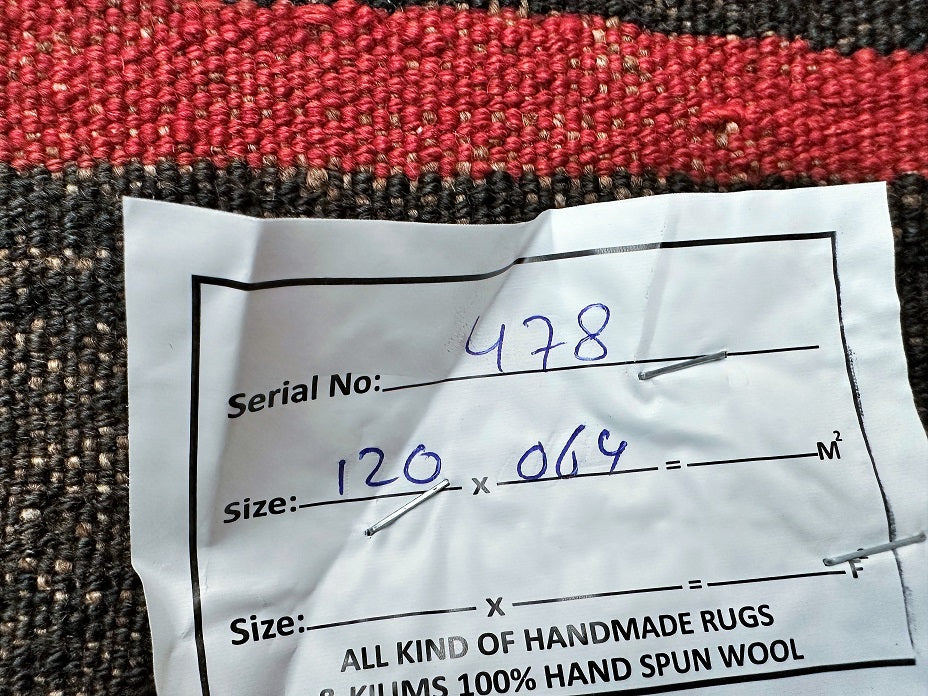 Serial No: 478
Size: 120 x 064 = M²
Size: x = F
ALL KIND OF HANDMADE RUGS
& KILIMS 100% HAND SPUN WOOL